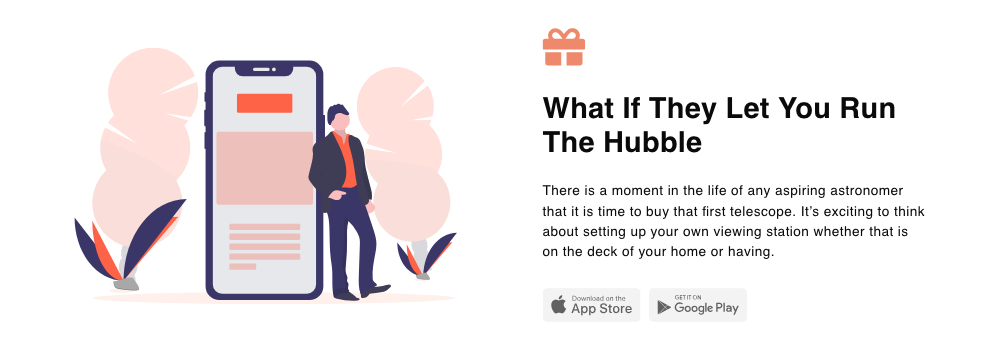 What If They Let You Run
The Hubble
There is a moment in the life of any aspiring astronomer
that it is time to buy that first telescope. It’s exciting to think
about setting up your own viewing station whether that is
on the deck of your home or having.
Download on the
App Store
GET IT ON
Google Play